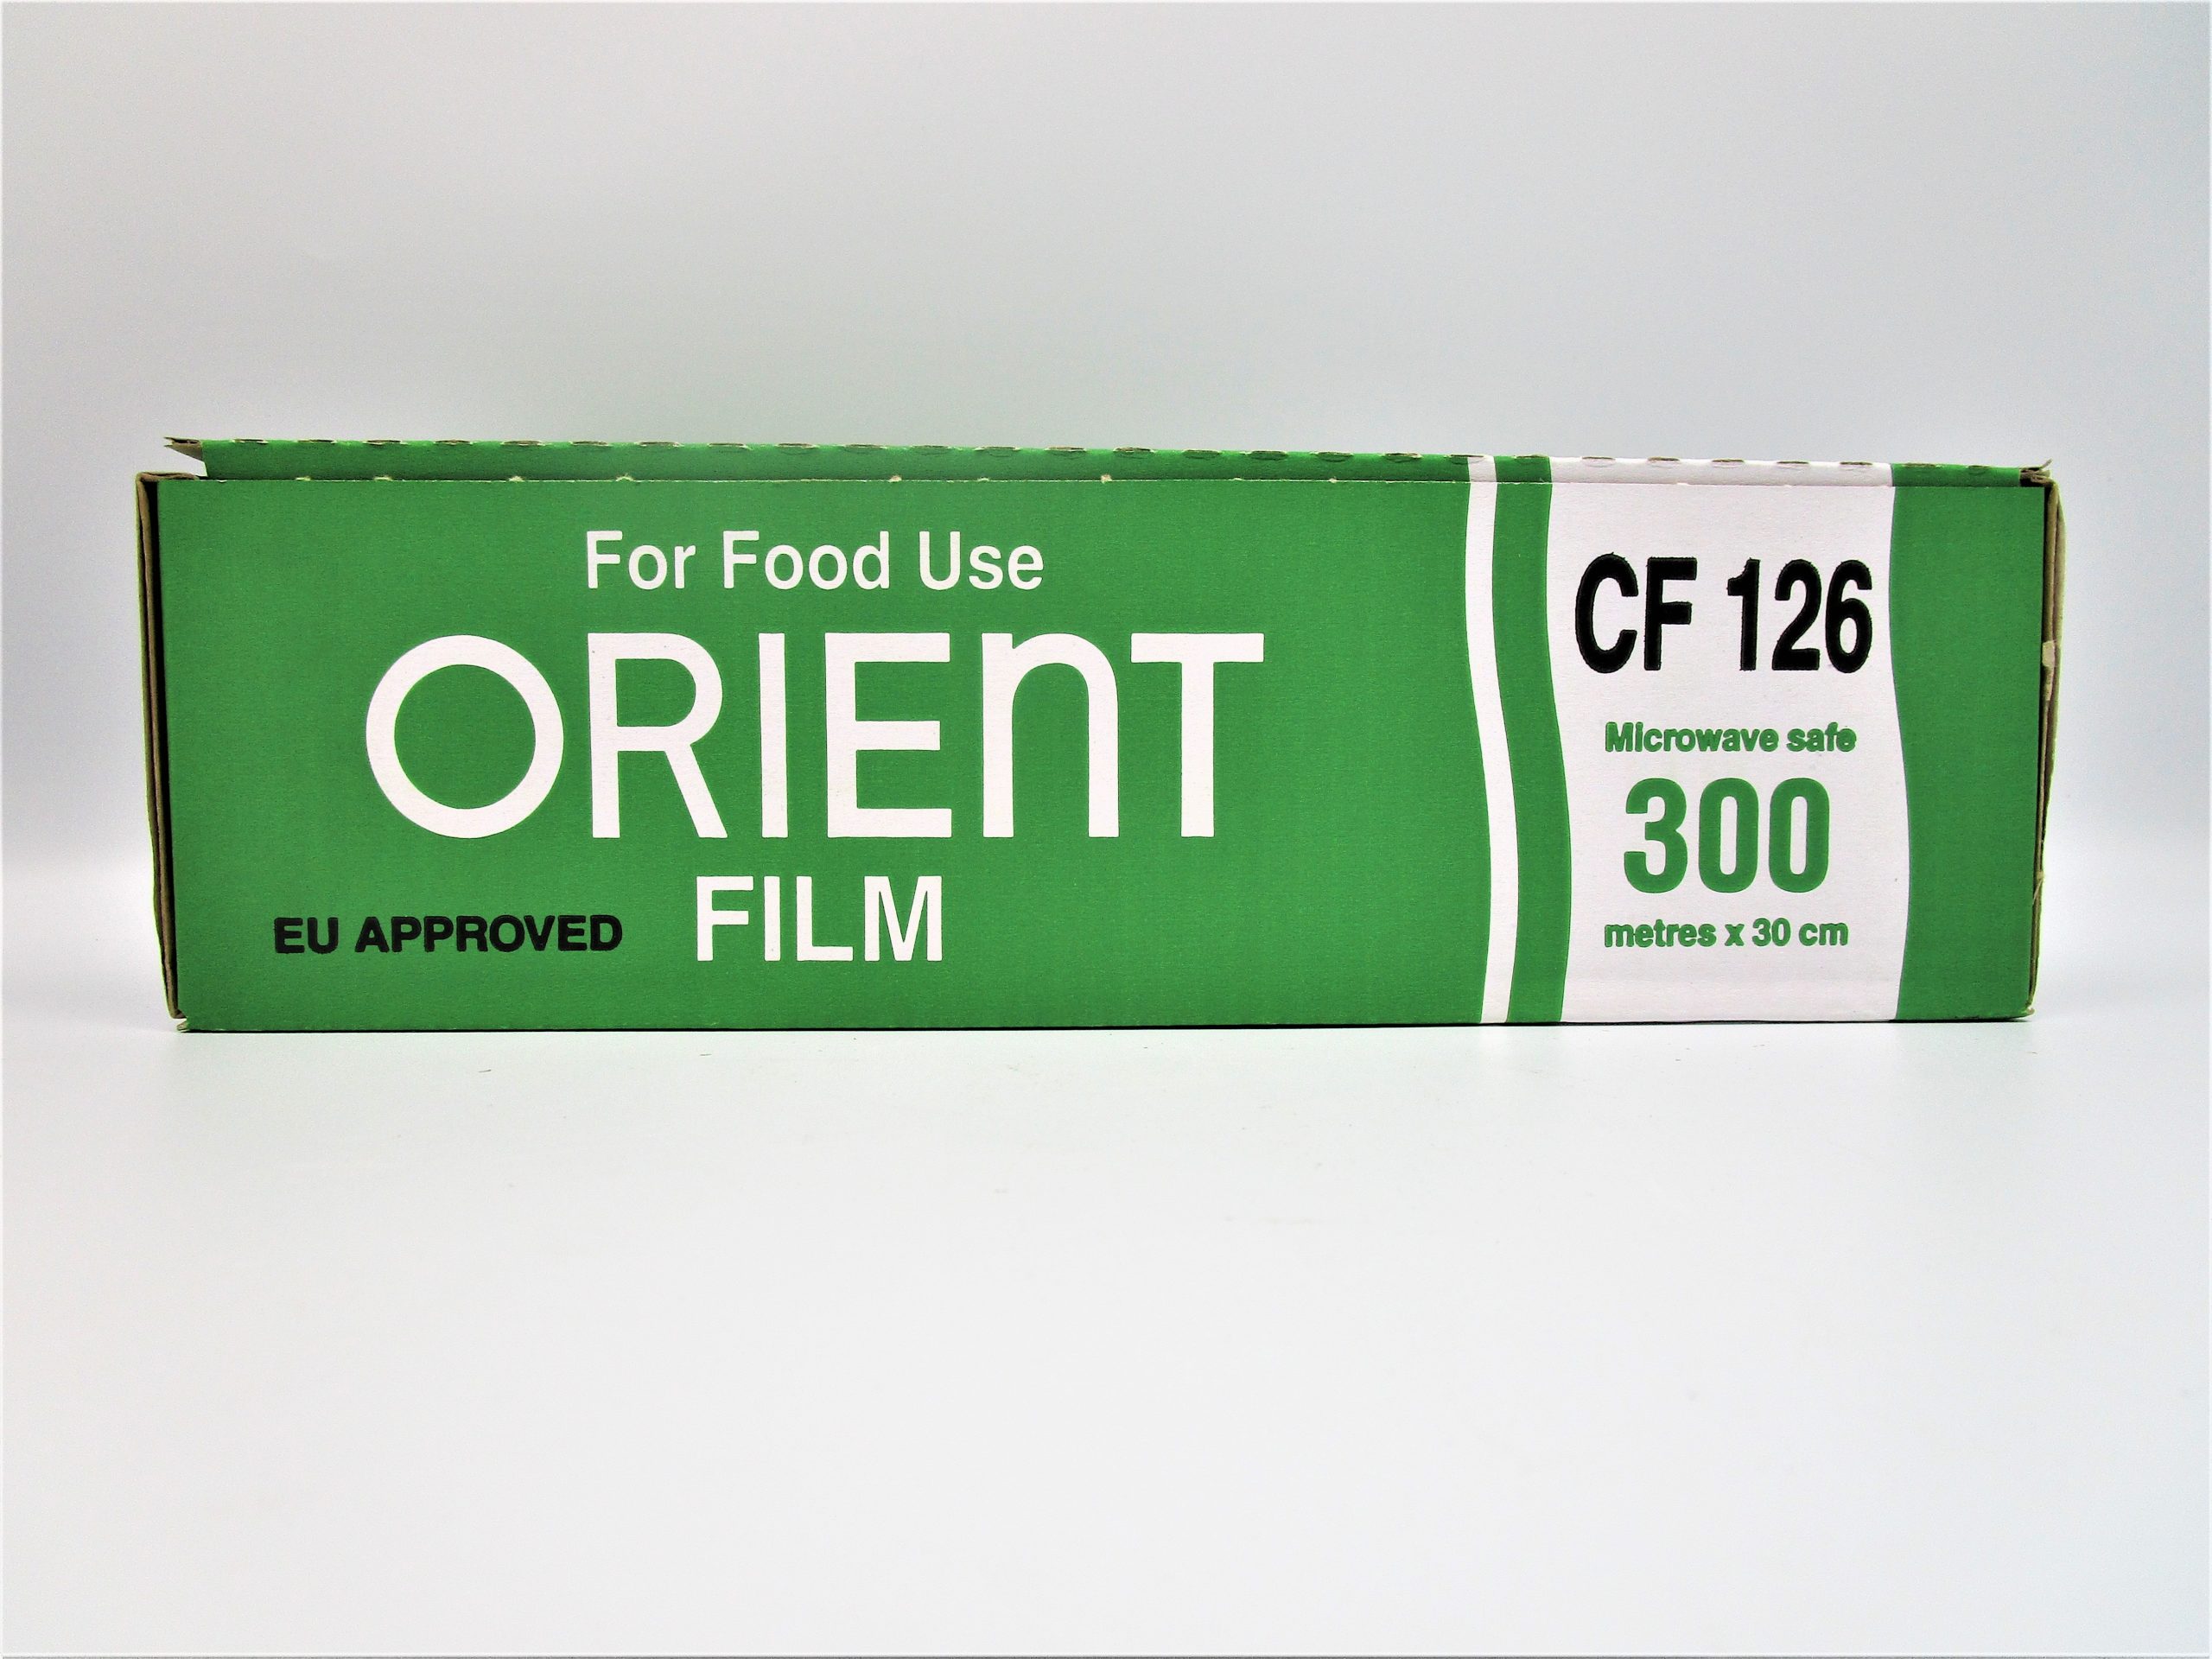 For Food Use
ORIEnT
FILM
EU APPROVED
CF 126
Microwave safe
300
metres x 30 cm